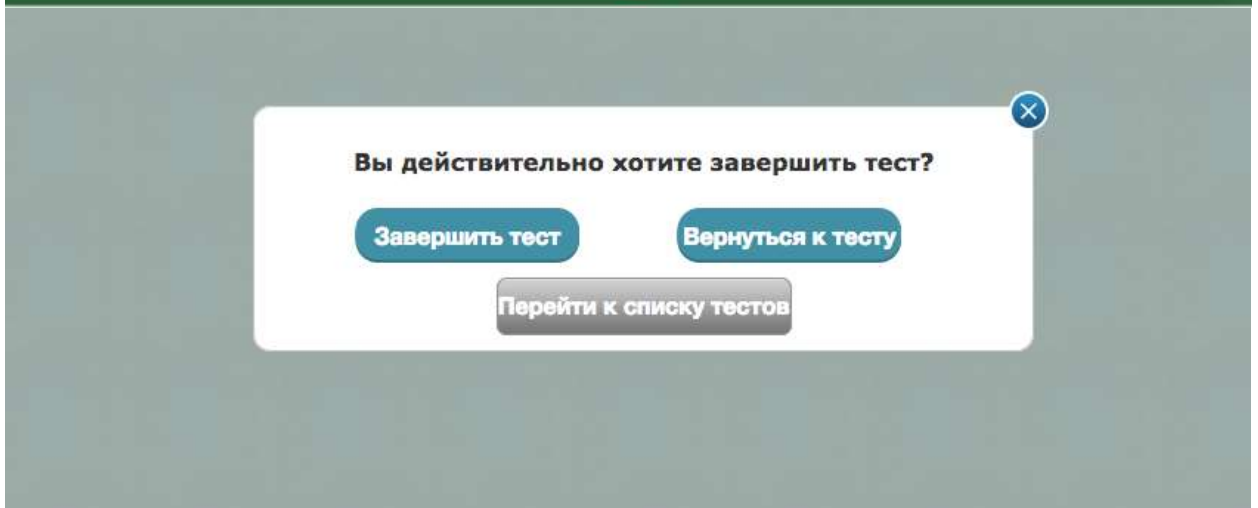 Вы действительно хотите завершить тест?
Завершить тест
Вернуться к тесту
Перейти к списку тестов